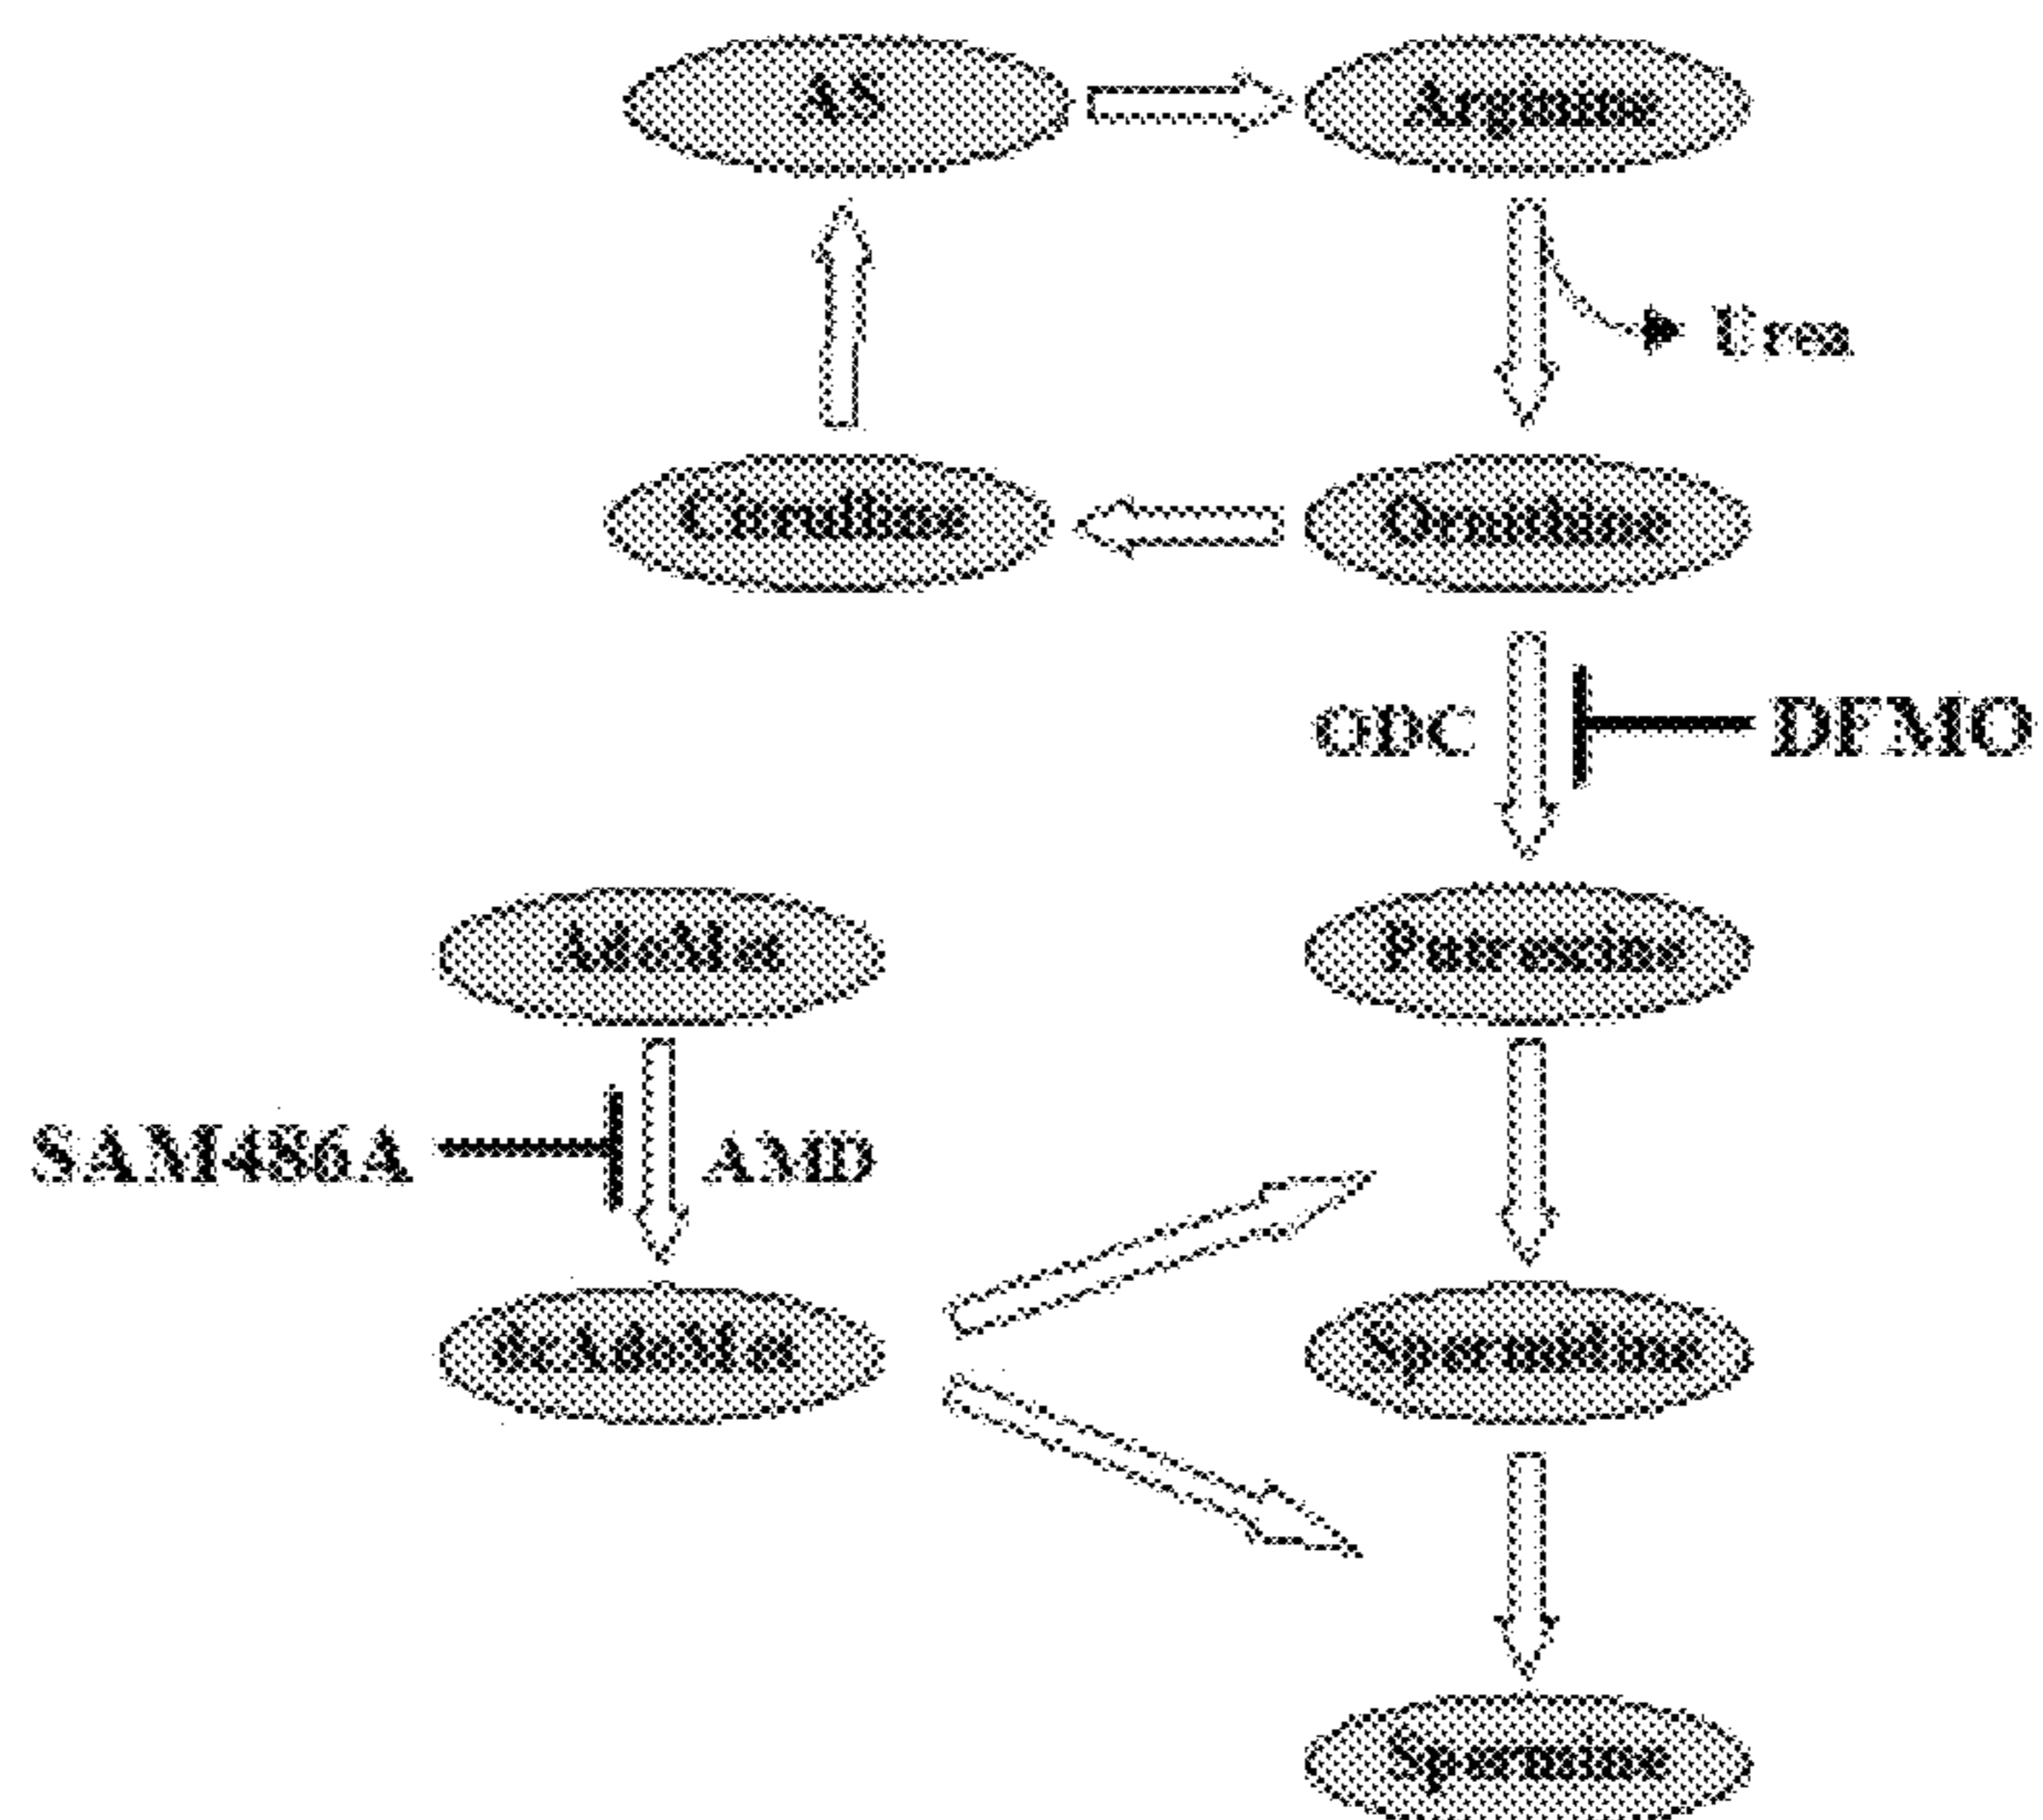 AS
Arginine
Urea
Citrulline
Ornithine
ODC
DFMO
AdoMet
Putrescine
SAM486A
AMD
dcAdoMet
Spermidine
Spermine